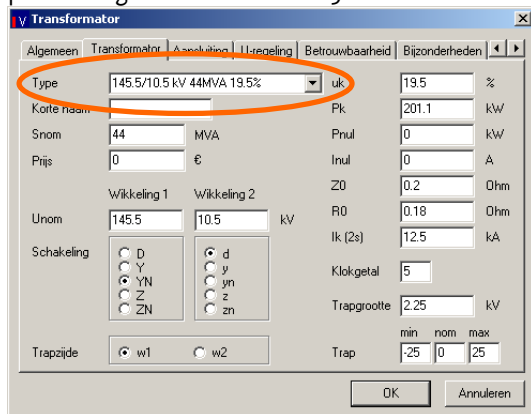 Transformator
Algemeen Transformator Aansluiting U-regeling Betrouwbaarheid Bijzonderheden
Type 145.5/10.5 kV 44MVA 19.5% uk 19.5 %
Korte naam Pk 201.1 kW
Snom 44 MVA Pnul 0 kW
Prijs 0 € Inul 0 A
Z0 0.2 Ohm
Wikkeling 1 Wikkeling 2
R0 0.18 Ohm
Unom 145.5 10.5 kV
Ik (2s) 12.5 kA
Schakeling
D d
Y y
YN yn
Z z
ZN zn
Klokgetal 5
Trapgrootte 2.25 kV
min nom max
Trapzijde w1 w2 Trap -25 0 25
OK Annuleren